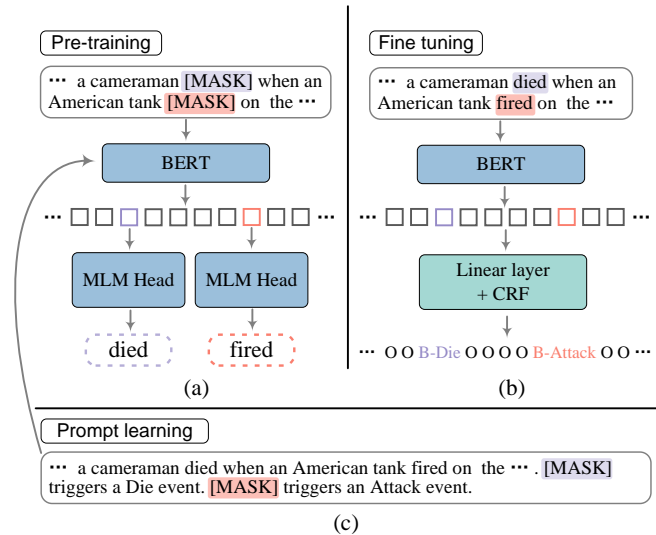 Pre-training
··· a cameraman [MASK] when an
American tank [MASK] on the ···
BERT
···
···
MLM Head
MLM Head
died
fired
(a)
Fine tuning
··· a cameraman died when an
American tank fired on the ···
BERT
···
···
Linear layer
+ CRF
··· O O B-Die O O O O B-Attack O O ···
(b)
Prompt learning
··· a cameraman died when an American tank fired on the ··· . [MASK]
triggers a Die event. [MASK] triggers an Attack event.
(c)